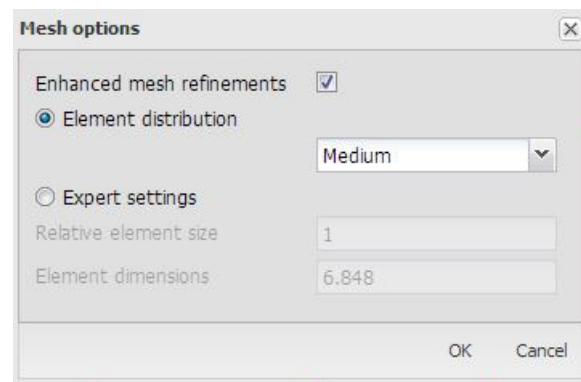 Mesh options
Enhanced mesh refinements
Element distribution
Medium
Expert settings
Relative element size 1
Element dimensions 6.848
OK Cancel